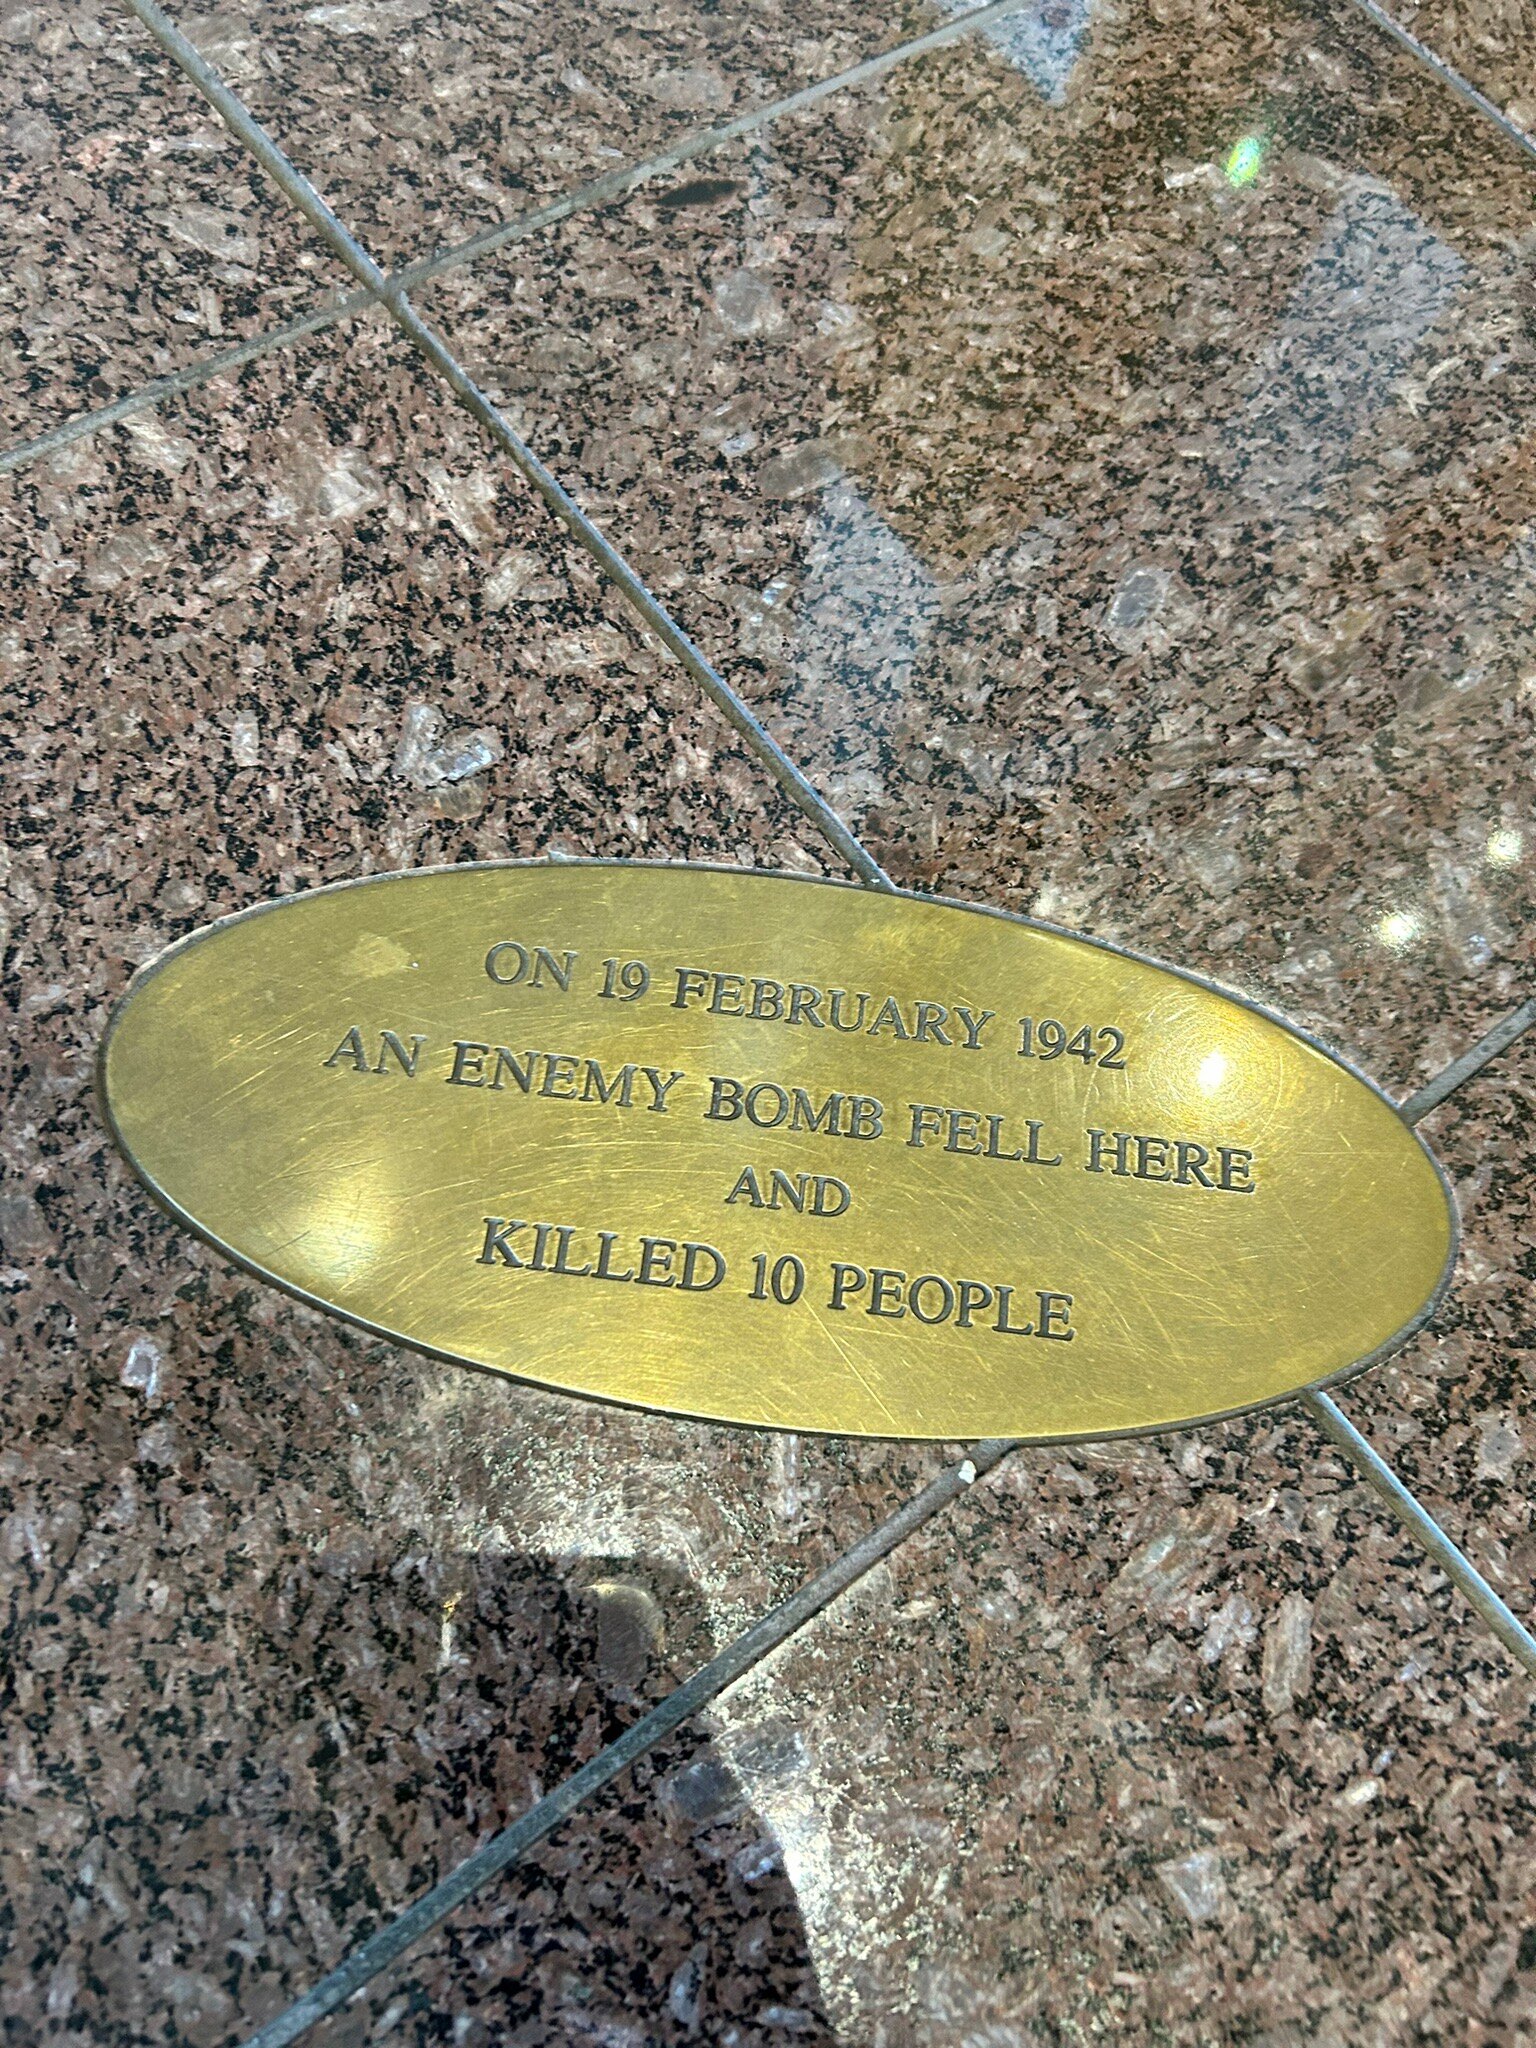 ON 19 FEBRUARY 1942
AN ENEMY BOMB FELL HERE
AND
KILLED 10 PEOPLE